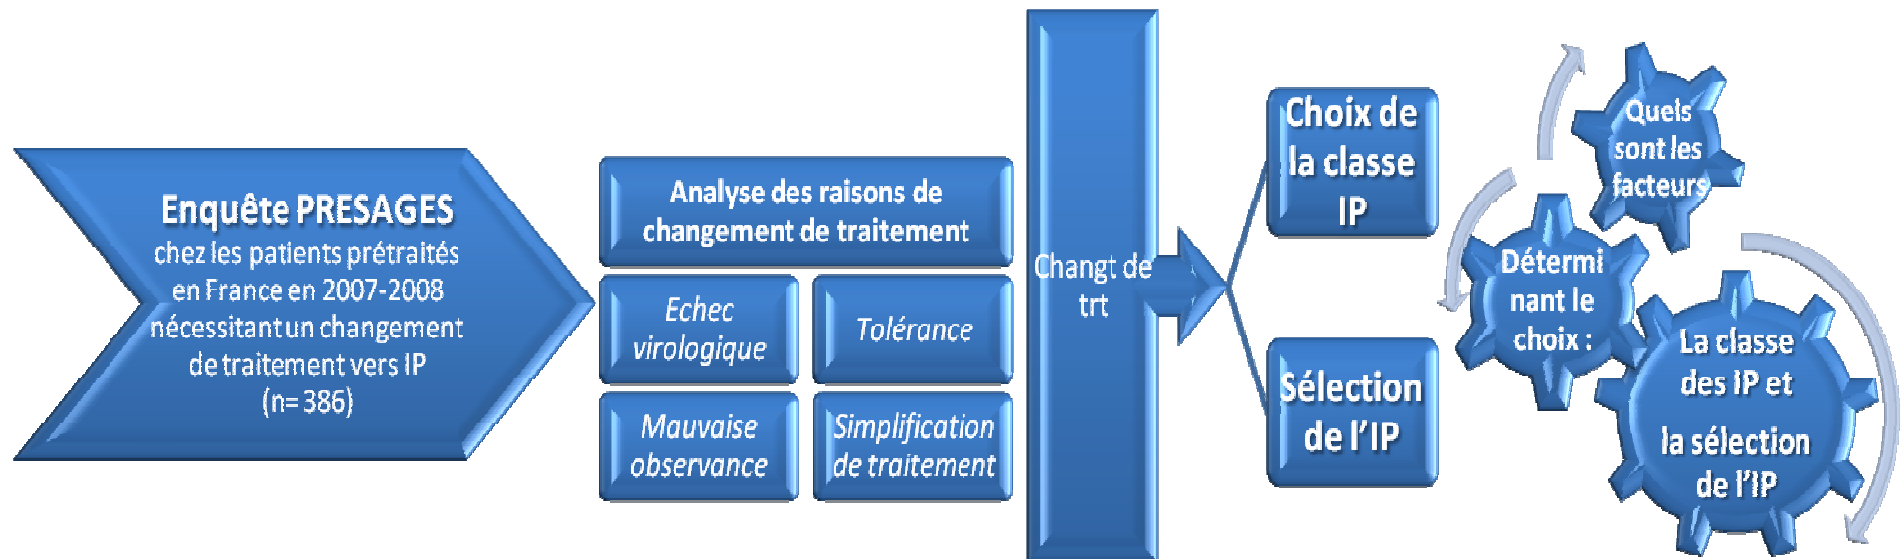 Enquête PRESAGES
chez les patients prétraités
en France en 2007-2008
nécessitant un changement
de traitement vers IP
(n= 386)
Analyse des raisons de
changement de traitement
Echec
virologique
Tolérance
Mauvaise
observance
Simplification
de traitement
Changt de
trt
Choix de
la classe
IP
Sélection
de l'IP
Quels
sont les
facteurs
Détermi
nant le
choix :
La classe
des IP et
la sélection
de l'IP